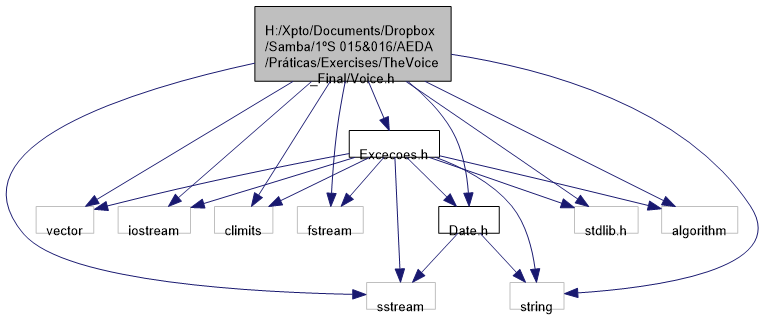 H:/Xpto/Documents/Dropbox
/Samba/1ºS 015&016/AEDA
/Práticas/Exercises/TheVoice
_Final/Voice.h
Excecoes.h
vector
iostream
climits
fstream
Date.h
stdlib.h
algorithm
sstream
string